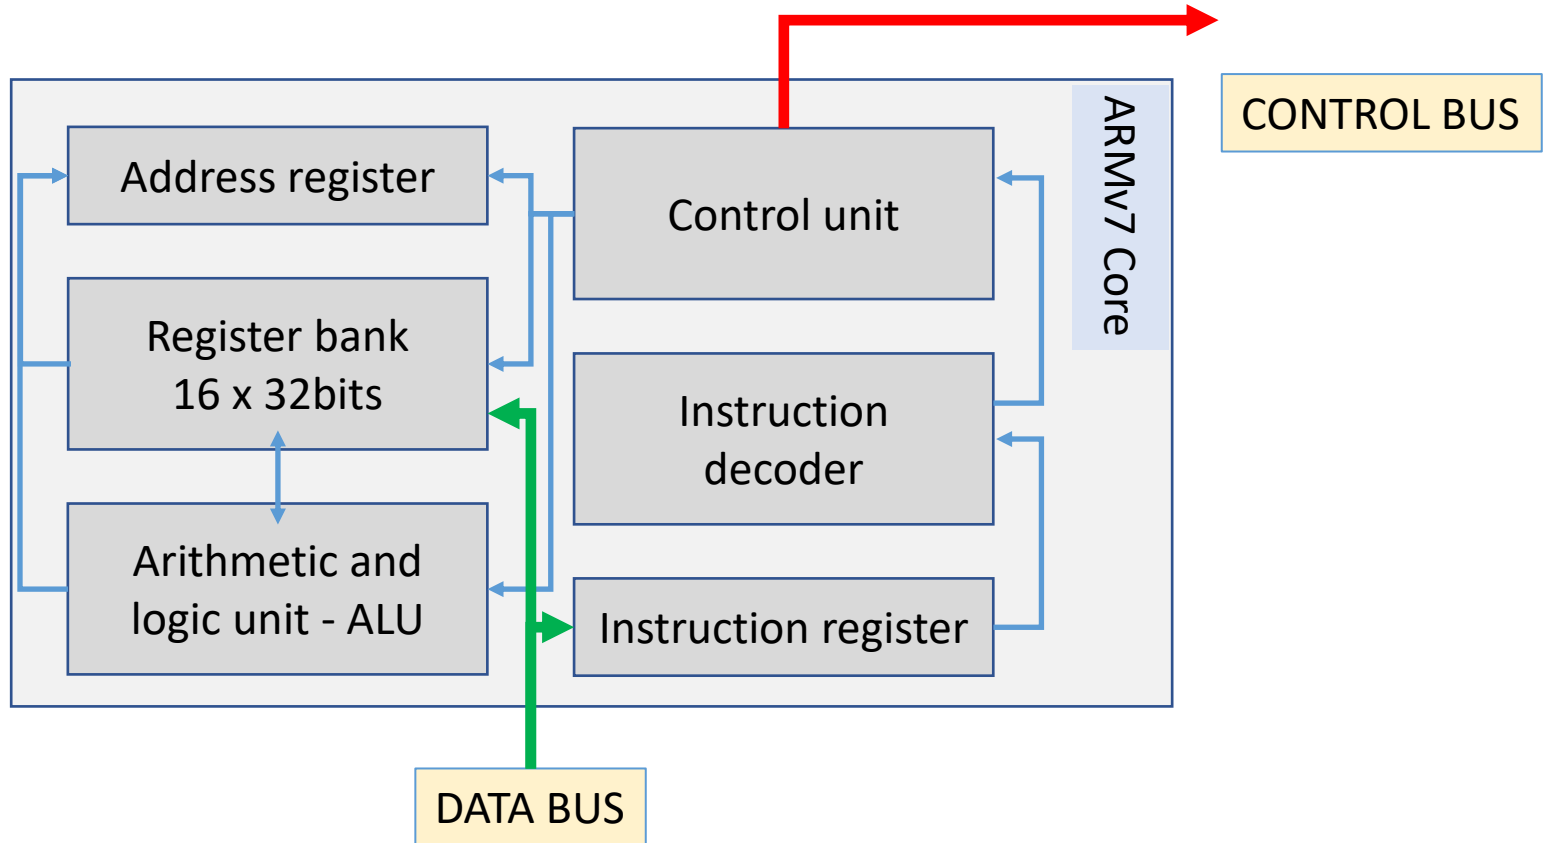 CONTROL BUS
ARMv7 Core
Address register
Control unit
Register bank
16 x 32bits
Instruction
decoder
Arithmetic and
logic unit - ALU
Instruction register
DATA BUS